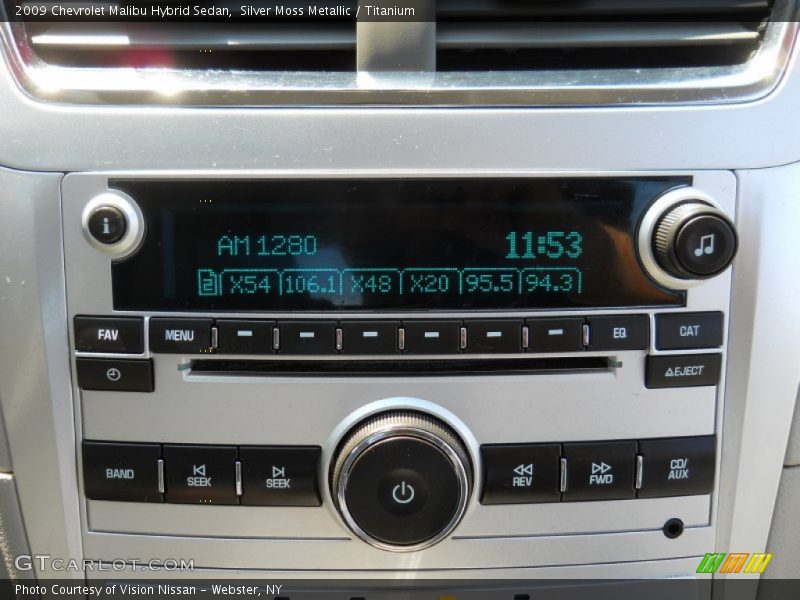 2009 Chevrolet Malibu Hybrid Sedan,  Silver Moss Metallic / Titanium
i
AM 1280 11:53
2 X54 106.1 X48 X20 95.5 94.3
FAV MENU EQ CAT
EJECT
BAND SEEK SEEK REV FWD CD/
AUX
GTCarLot.com
Photo Courtesy of Vision Nissan - Webster, NY